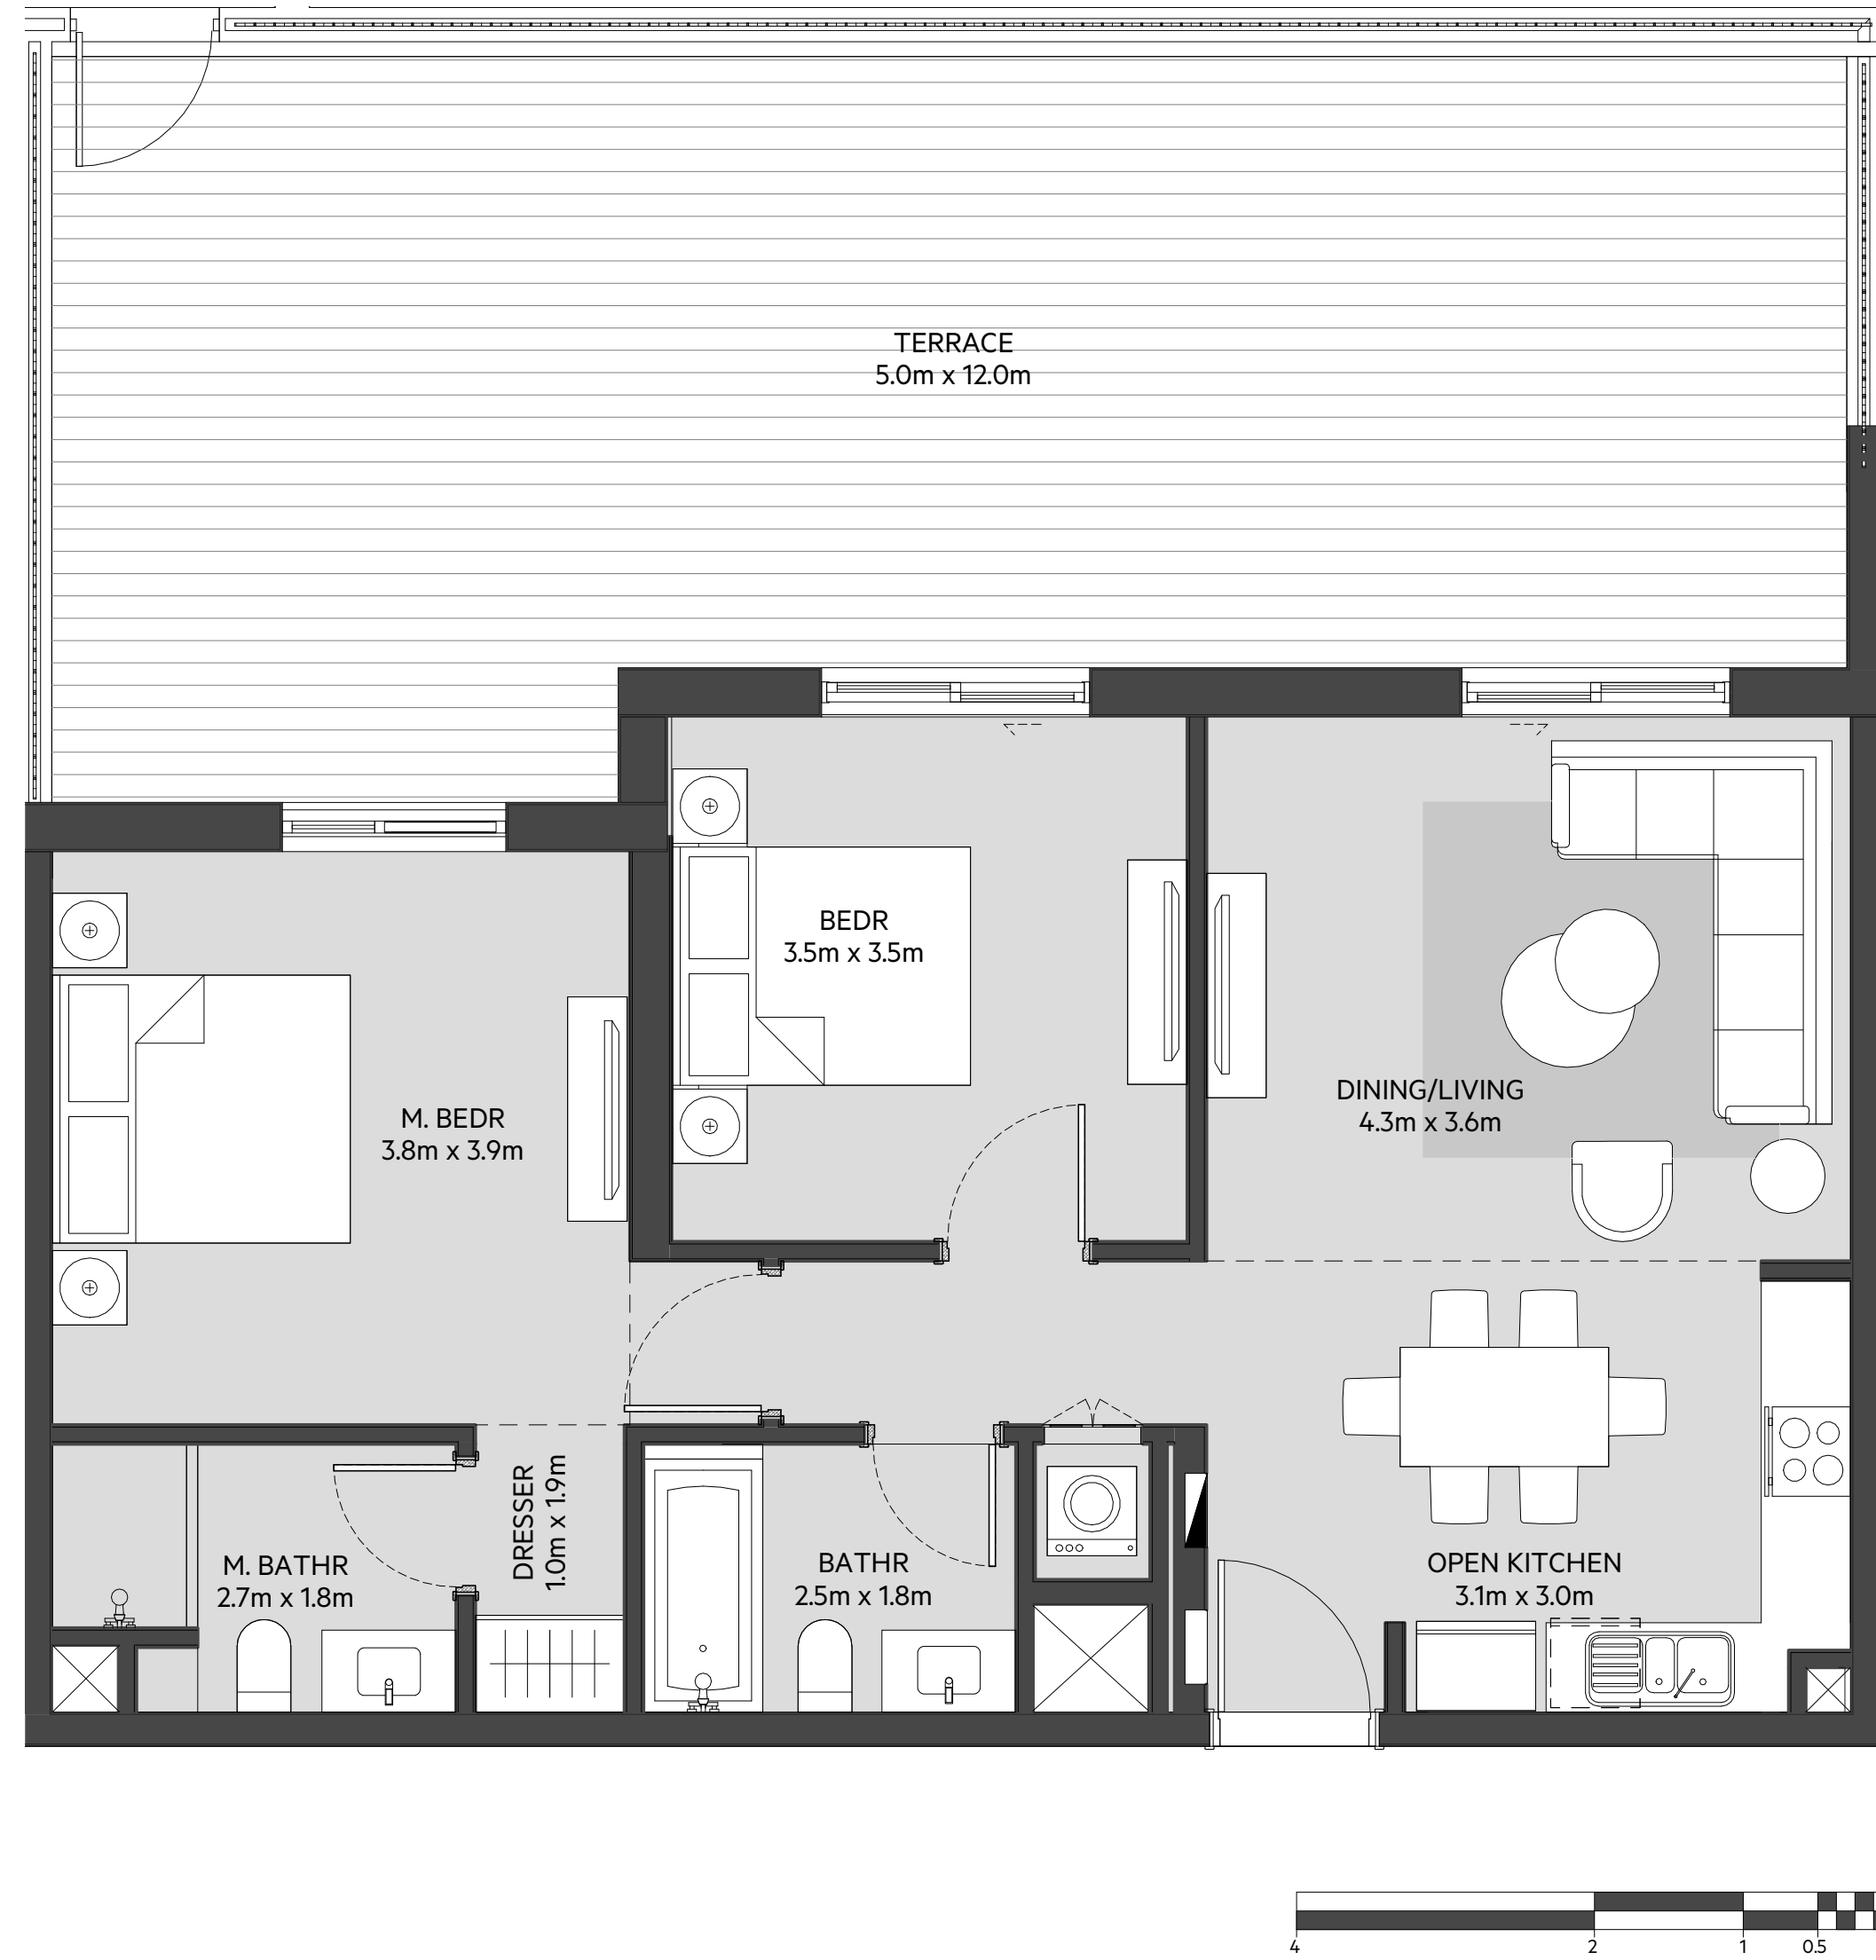 TERRACE
5.0m x 12.0m
BEDR
3.5m x 3.5m
M. BEDR
3.8m x 3.9m
DINING/LIVING
4.3m x 3.6m
DRESSER
1.0m x 1.9m
M. BATHR
2.7m x 1.8m
BATHR
2.5m x 1.8m
OPEN KITCHEN
3.1m x 3.0m
4 2 1 0.5